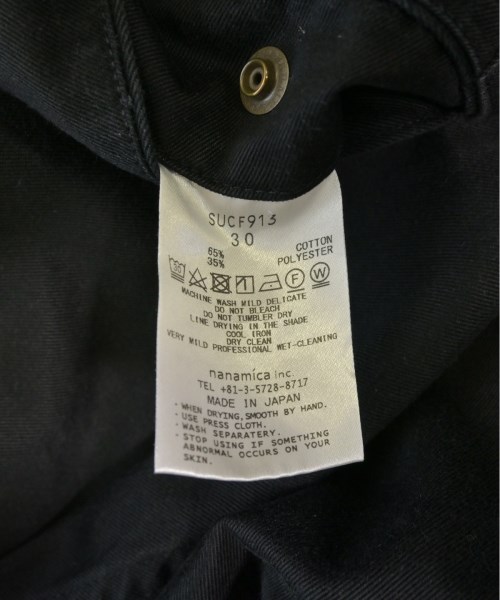 SUCF913
30
65% COTTON
35% POLYESTER
30 F W
MACHINE WASH MILD DELICATE
DO NOT BLEACH
DO NOT TUMBLER DRY
LINE DRYING IN THE SHADE
COOL IRON
DRY CLEAN
VERY MILD PROFESSIONAL WET-CLEANING
nanamica inc.
TEL +81-3-5728-8717
MADE IN JAPAN
・WHEN DRYING,SMOOTH BY HAND.
・USE PRESS CLOTH.
・WASH SEPARATERY.
・STOP USING IF SOMETHING
ABNORMAL OCCURS ON YOUR
SKIN.